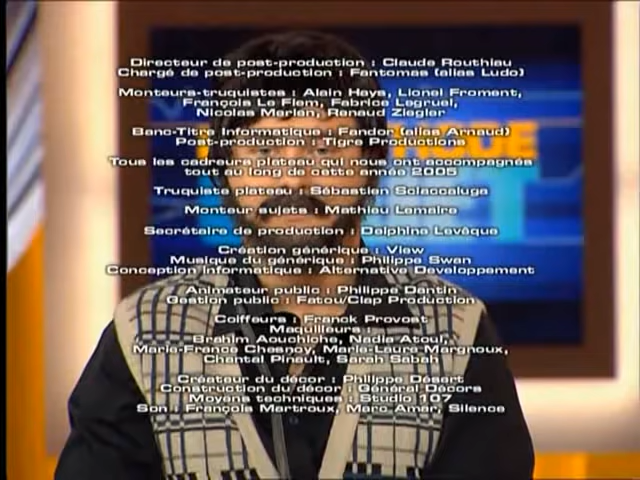 Directeur de post-production : Claude Routhiau
Chargé de post-production : Fantomas (alias Ludo)
Monteurs-truquistes : Alain Hays, Lionel Froment,
François Le Flem, Fabrice Legruel,
Nicolas Merlen, Renaud Ziegler
Banc-Titre Informatique : Fandor (alias Arnaud)
Post-production : Tigre Productions
Tous les cadreurs plateau qui nous ont accompagnés
tout au long de cette année 2005
Truquiste plateau : Sébastien Sciaccaluga
Monteur sujets : Mathieu Lemaire
Secrétaire de production : Delphine Levêque
Création générique : View
Musique du générique : Philippe Swan
Conception Informatique : Alternative Developpement
Animateur public : Philippe Dantin
Gestion public : Fatou/Clap Production
Coiffeurs : Franck Provost
Maquilleurs :
Brahim Aouchiche, Nadia Atoui,
Marie-France Chesnoy, Marie-Laure Margnoux,
Chantal Pinault, Sarah Sabah
Créateur du décor : Philippe Désert
Construction du décor : Général Décors
Moyens techniques : Studio 107
Son : François Martroux, Marc Amar, Silence